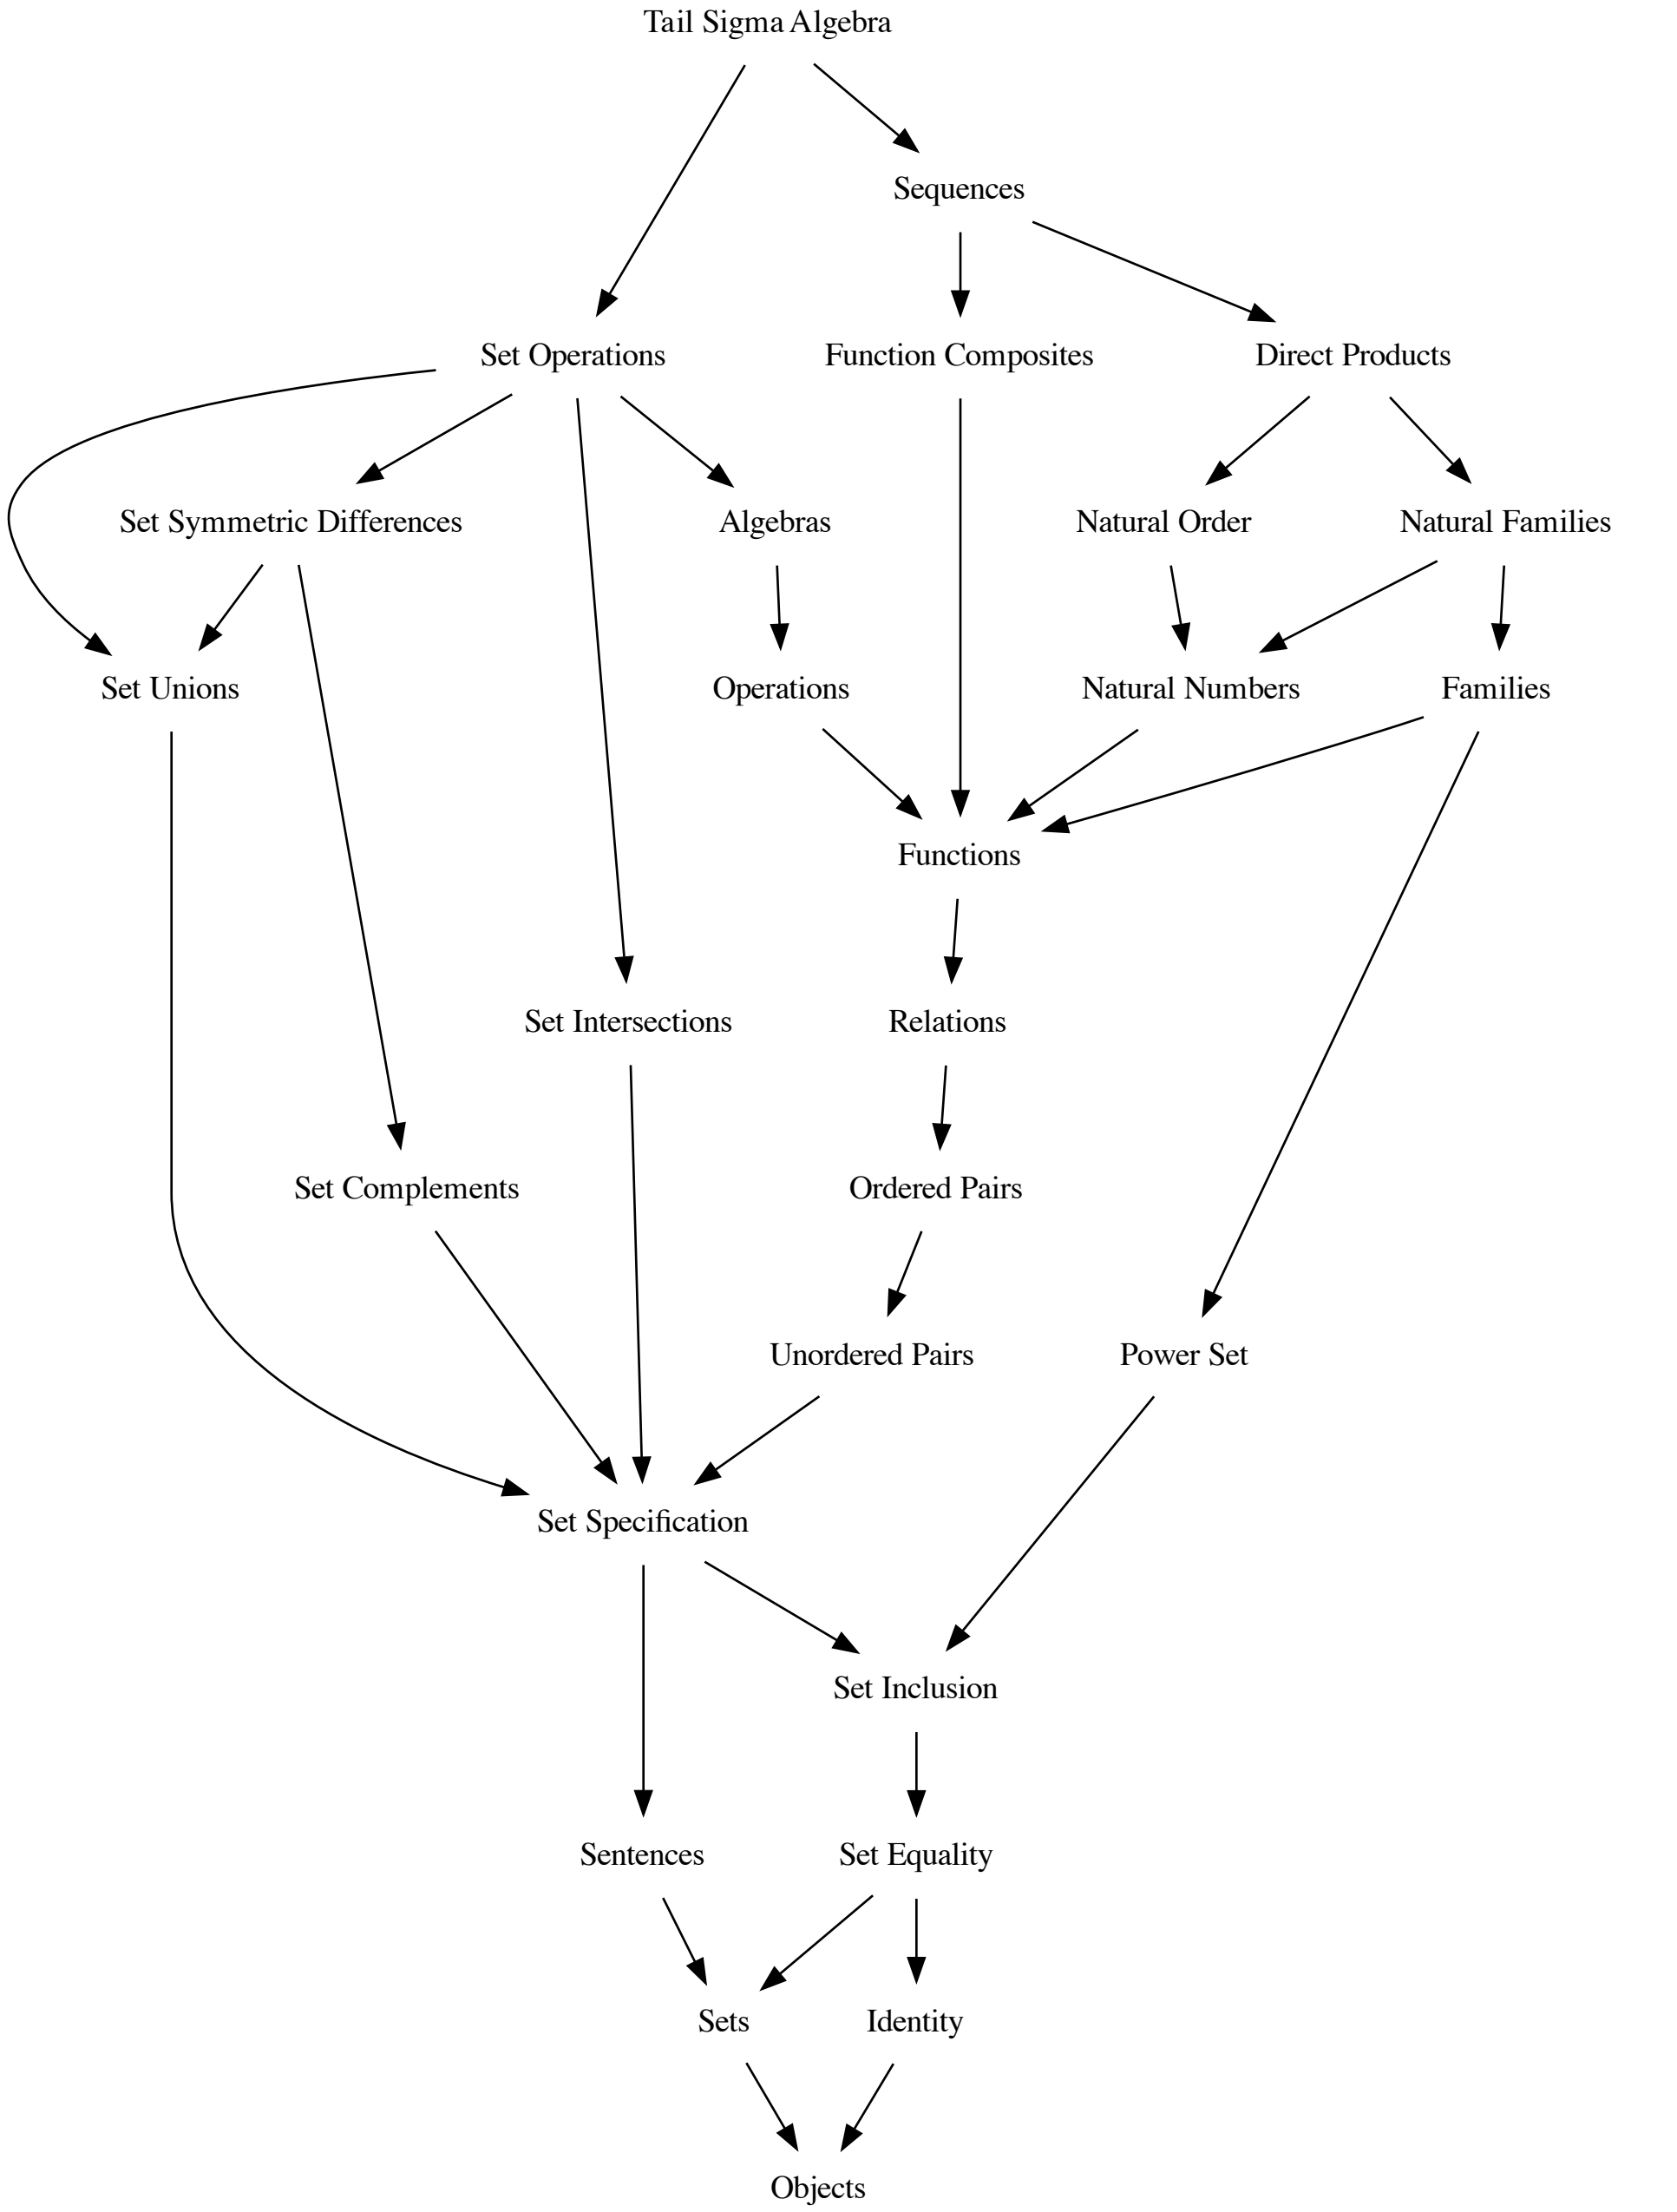 Tail Sigma Algebra
Sequences
Set Operations
Function Composites
Direct Products
Set Symmetric Differences
Algebras
Natural Order
Natural Families
Set Unions
Operations
Natural Numbers
Families
Functions
Set Intersections
Relations
Set Complements
Ordered Pairs
Unordered Pairs
Power Set
Set Specification
Set Inclusion
Sentences
Set Equality
Sets
Identity
Objects